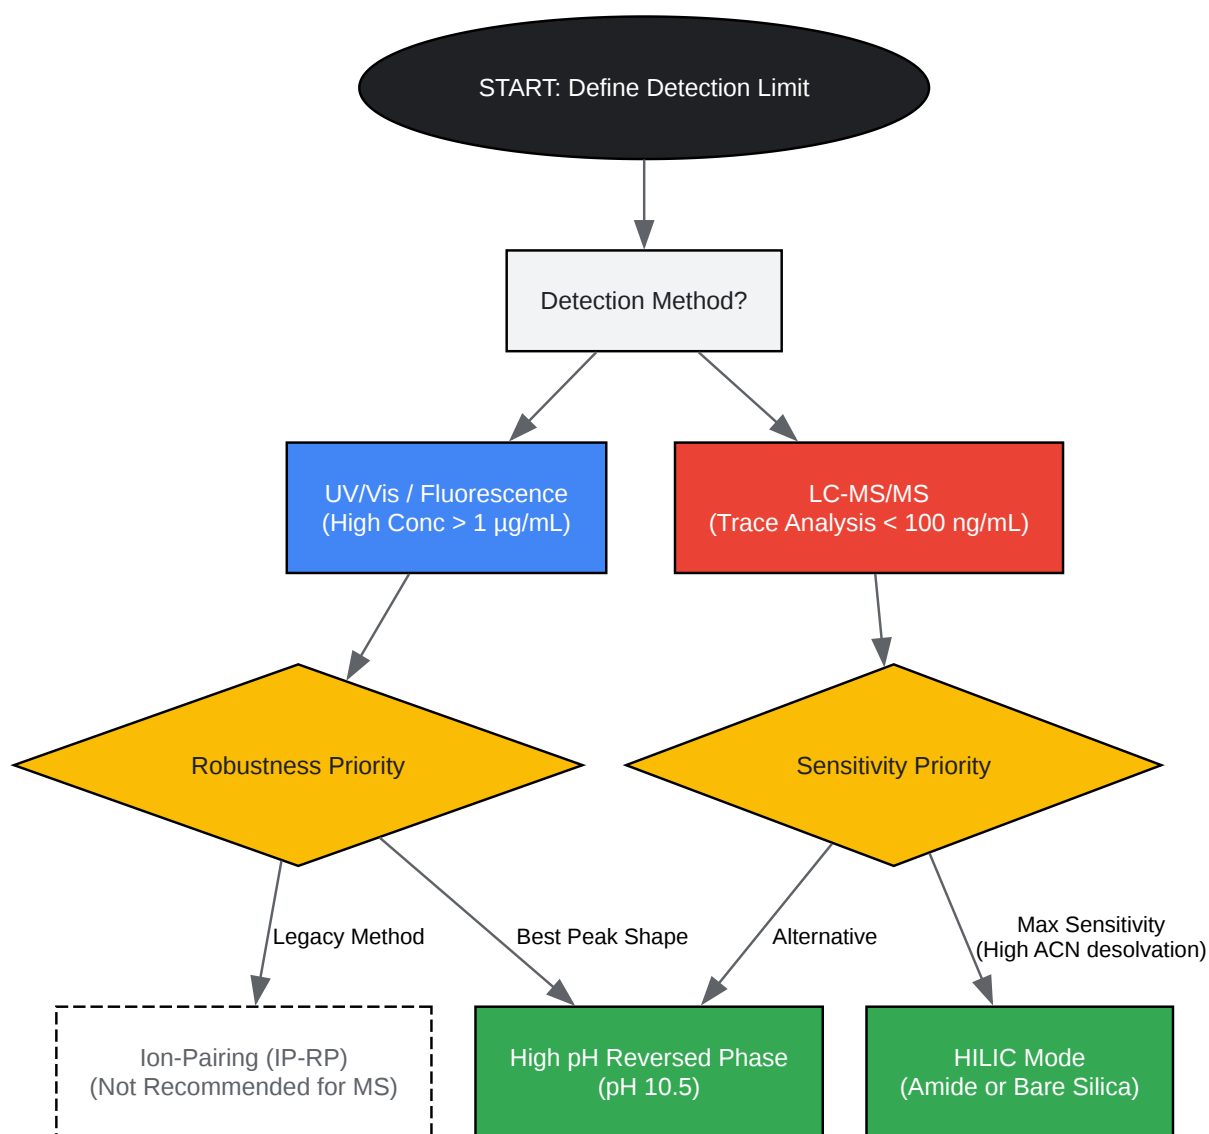 START: Define Detection Limit
Detection Method?
UV/Vis / Fluorescence
(High Conc > 1 µg/mL)
LC-MS/MS
(Trace Analysis < 100 ng/mL)
Robustness Priority
Sensitivity Priority
Legacy Method
Best Peak Shape
Alternative
Max Sensitivity
(High ACN desolvation)
Ion-Pairing (IP-RP)
(Not Recommended for MS)
High pH Reversed Phase
(pH 10.5)
HILIC Mode
(Amide or Bare Silica)